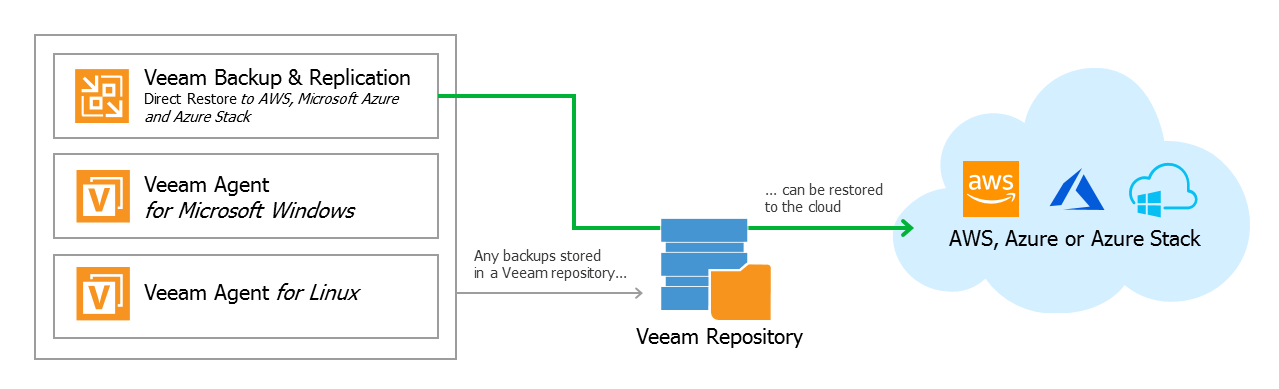 Veeam Backup & Replication
Direct Restore to AWS, Microsoft Azure
and Azure Stack
Veeam Agent
for Microsoft Windows
Veeam Agent for Linux
Any backups stored
in a Veeam repository...
Veeam Repository
... can be restored
to the cloud
aws
AWS, Azure or Azure Stack